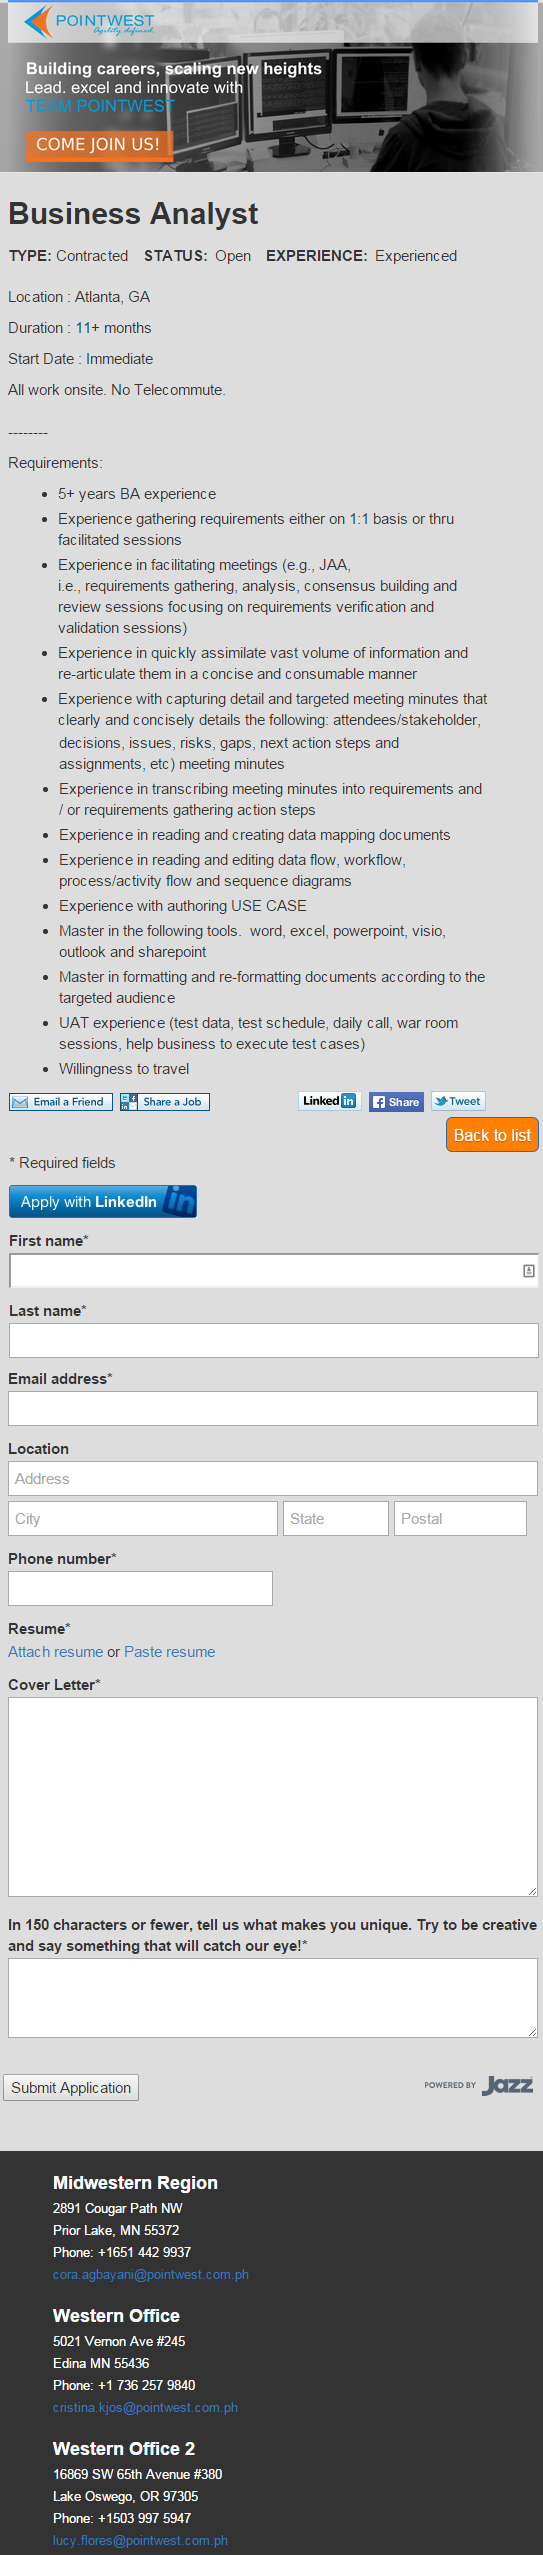 POINTWEST
Agility defined.
Building careers, scaling new heights
Lead. excel and innovate with
TEAM POINTWEST
COME JOIN US!
Business Analyst
TYPE: Contracted STATUS: Open EXPERIENCE: Experienced
Location : Atlanta, GA
Duration : 11+ months
Start Date : Immediate
All work onsite. No Telecommute.
--------
Requirements:
5+ years BA experience
Experience gathering requirements either on 1:1 basis or thru
facilitated sessions
Experience in facilitating meetings (e.g., JAA,
i.e., requirements gathering, analysis, consensus building and
review sessions focusing on requirements verification and
validation sessions)
Experience in quickly assimilate vast volume of information and
re-articulate them in a concise and consumable manner
Experience with capturing detail and targeted meeting minutes that
clearly and concisely details the following: attendees/stakeholder,
decisions, issues, risks, gaps, next action steps and
assignments, etc) meeting minutes
Experience in transcribing meeting minutes into requirements and
/ or requirements gathering action steps
Experience in reading and creating data mapping documents
Experience in reading and editing data flow, workflow,
process/activity flow and sequence diagrams
Experience with authoring USE CASE
Master in the following tools. word, excel, powerpoint, visio,
outlook and sharepoint
Master in formatting and re-formatting documents according to the
targeted audience
UAT experience (test data, test schedule, daily call, war room
sessions, help business to execute test cases)
Willingness to travel
Email a Friend Share a Job Linked in Share Tweet
Back to list
* Required fields
Apply with LinkedIn in
First name*
Last name*
Email address*
Location
Address
City State Postal
Phone number*
Resume*
Attach resume or Paste resume
Cover Letter*
In 150 characters or fewer, tell us what makes you unique. Try to be creative
and say something that will catch our eye!*
Submit Application POWERED BY Jazz
Midwestern Region
2891 Cougar Path NW
Prior Lake, MN 55372
Phone: +1651 442 9937
cora.agbayani@pointwest.com.ph
Western Office
5021 Vernon Ave #245
Edina MN 55436
Phone: +1 736 257 9840
cristina.kjos@pointwest.com.ph
Western Office 2
16869 SW 65th Avenue #380
Lake Oswego, OR 97305
Phone: +1503 997 5947
lucy.flores@pointwest.com.ph